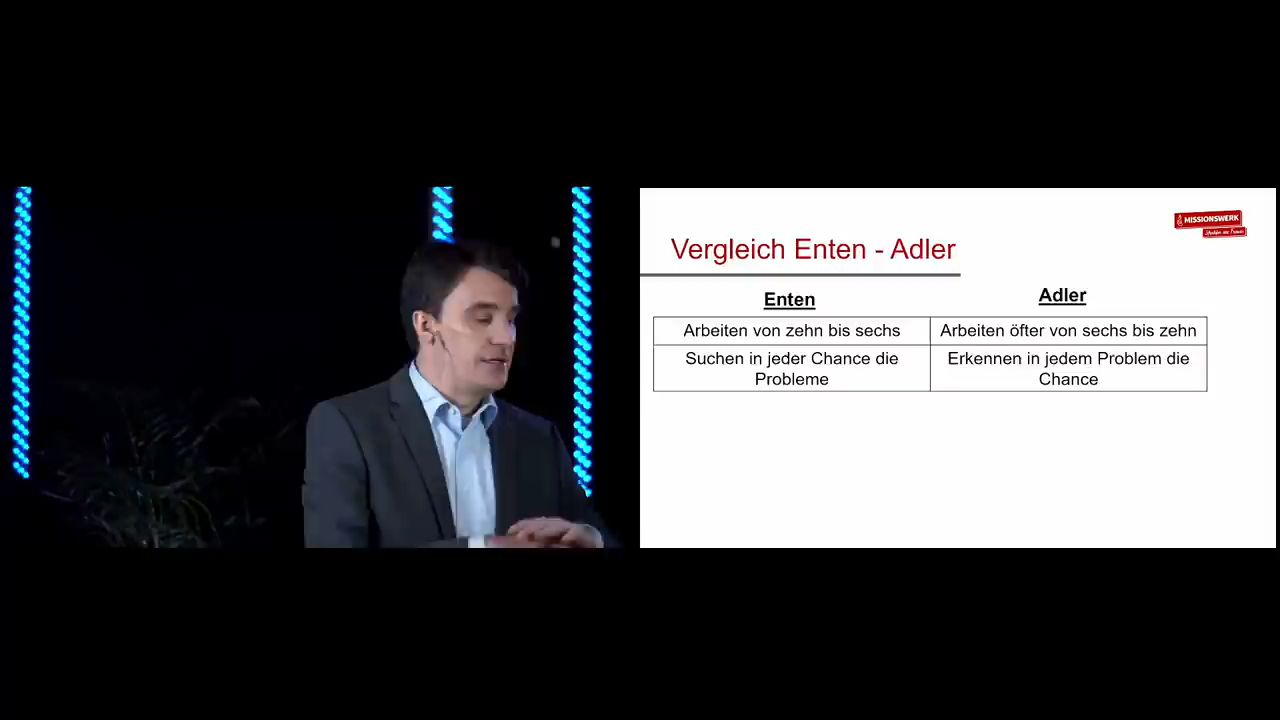 MISSIONSWERK
Vergleich Enten - Adler
Enten
Adler
Arbeiten von zehn bis sechs
Arbeiten öfter von sechs bis zehn
Suchen in jeder Chance die
Probleme
Erkennen in jedem Problem die
Chance